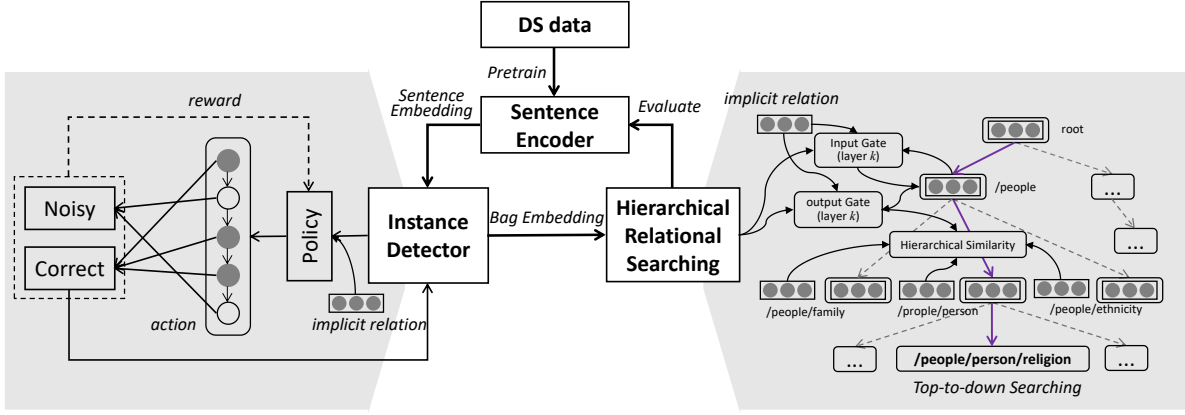 DS data
Pretrain
Sentence
Embedding
Sentence
Encoder
Evaluate
reward
Noisy
Correct
action
Policy
implicit relation
Instance
Detector
Bag Embedding
Hierarchical
Relational
Searching
implicit relation
Input Gate
(layer k)
output Gate
(layer k)
root
/people
...
...
Hierarchical Similarity
/people/family
/prople/person
/people/ethnicity
...
/people/person/religion
...
Top-to-down Searching